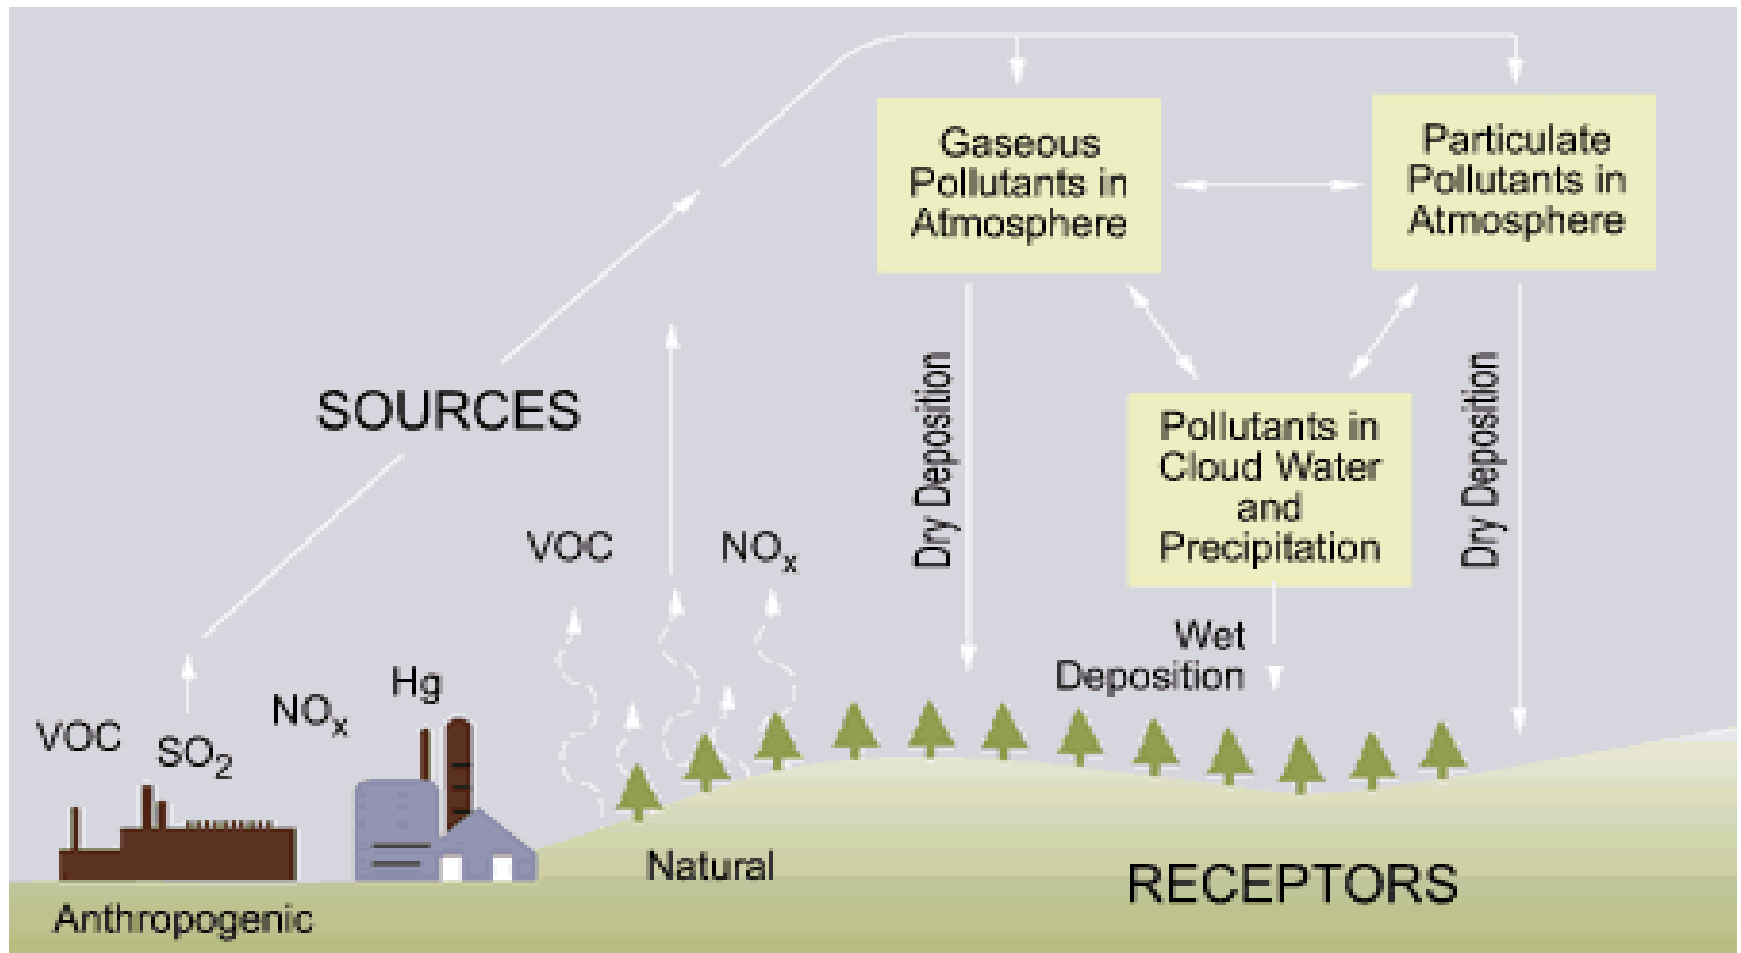 Gaseous
Pollutants in
Atmosphere
Particulate
Pollutants in
Atmosphere
SOURCES
Dry Deposition
Pollutants in
Cloud Water
and
Precipitation
Dry Deposition
VOC
NOx
Wet
Deposition
Hg
NOx
VOC
SO2
Natural
RECEPTORS
Anthropogenic